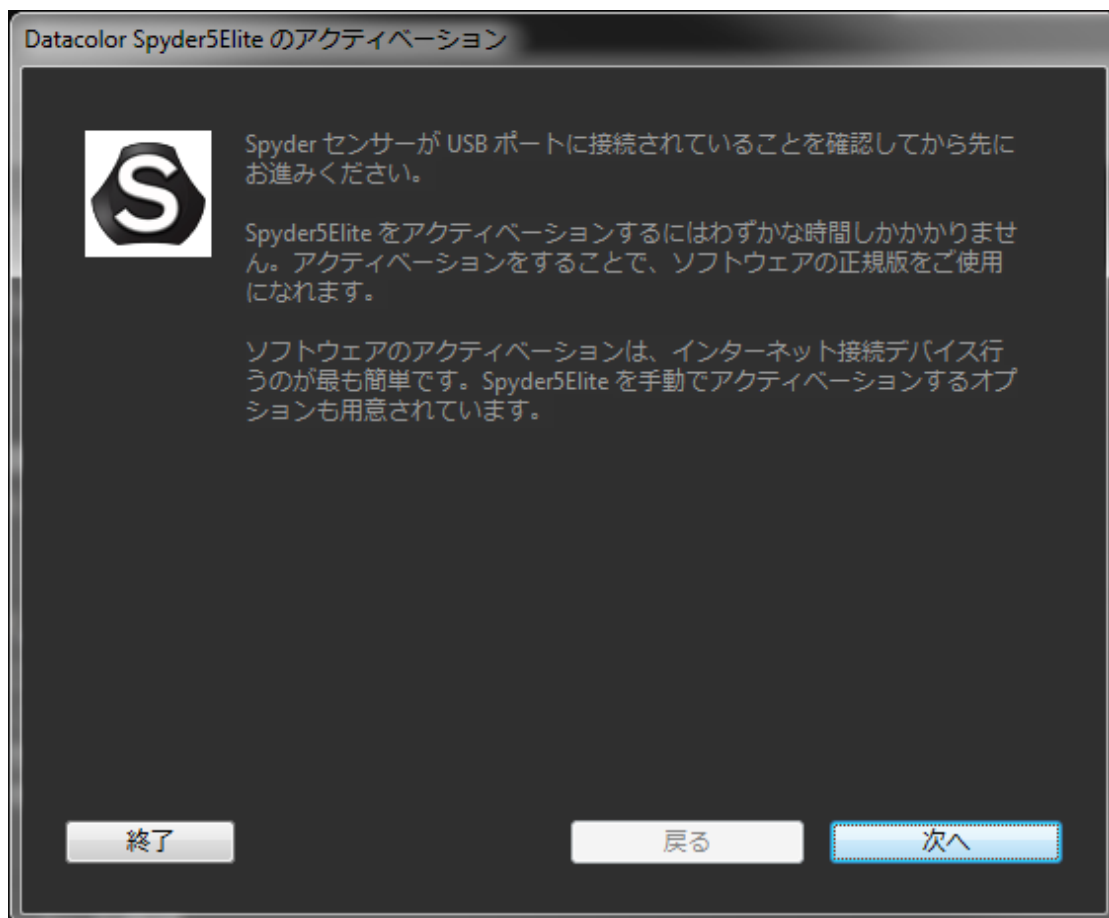 Datacolor Spyder5Elite のアクティベーション
S
Spyder センサーが USB ポートに接続されていることを確認してから先に
お進みください。
Spyder5Elite をアクティベーションするにはわずかな時間しかかかりませ
ん。アクティベーションをすることで、ソフトウェアの正規版をご使用
になれます。
ソフトウェアのアクティベーションは、インターネット接続デバイス行
うのが最も簡単です。Spyder5Elite を手動でアクティベーションするオプ
ションも用意されています。
終了
戻る
次へ